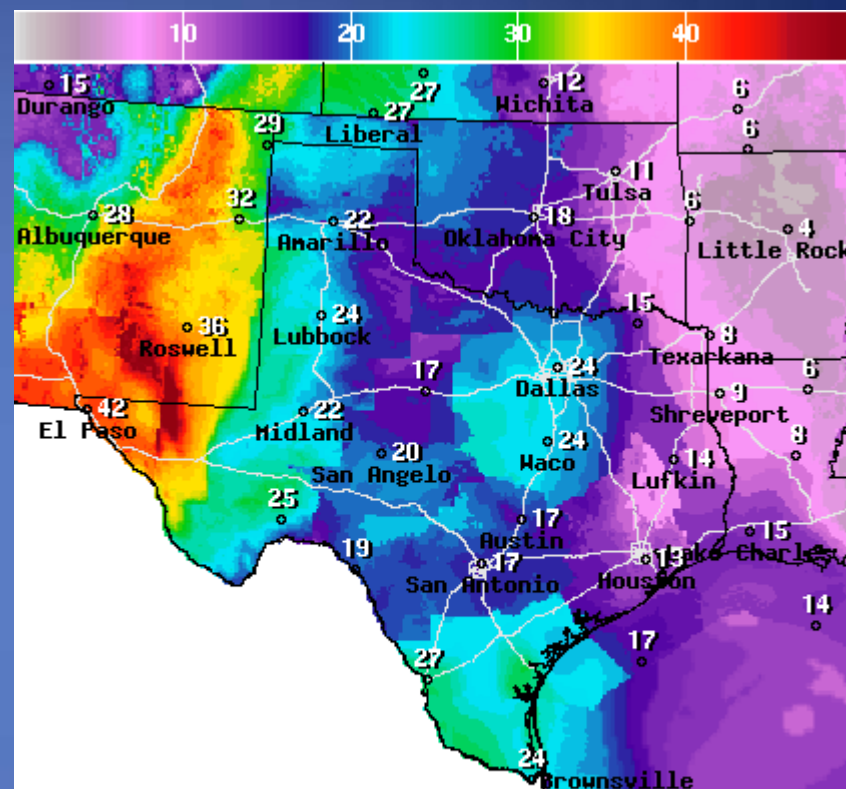 10 20 30 40
15 27 12 6
Durango Wichita
27
Liberal
29 6
11
Tulsa
28 32 22 18 6 4
Albuquerque Amarillo Oklahoma City Little Rock
36 24 15 8
Roswell Lubbock Texarkana
17 24 9 6
Dallas
42 22 Shreveport
El Paso Midland
20 24 14 8
San Angelo Waco Lufkin
25 17 15
Austin
19 17 13 Lake Charles
San Antonio Houston
17 14
27
24
Brownsville